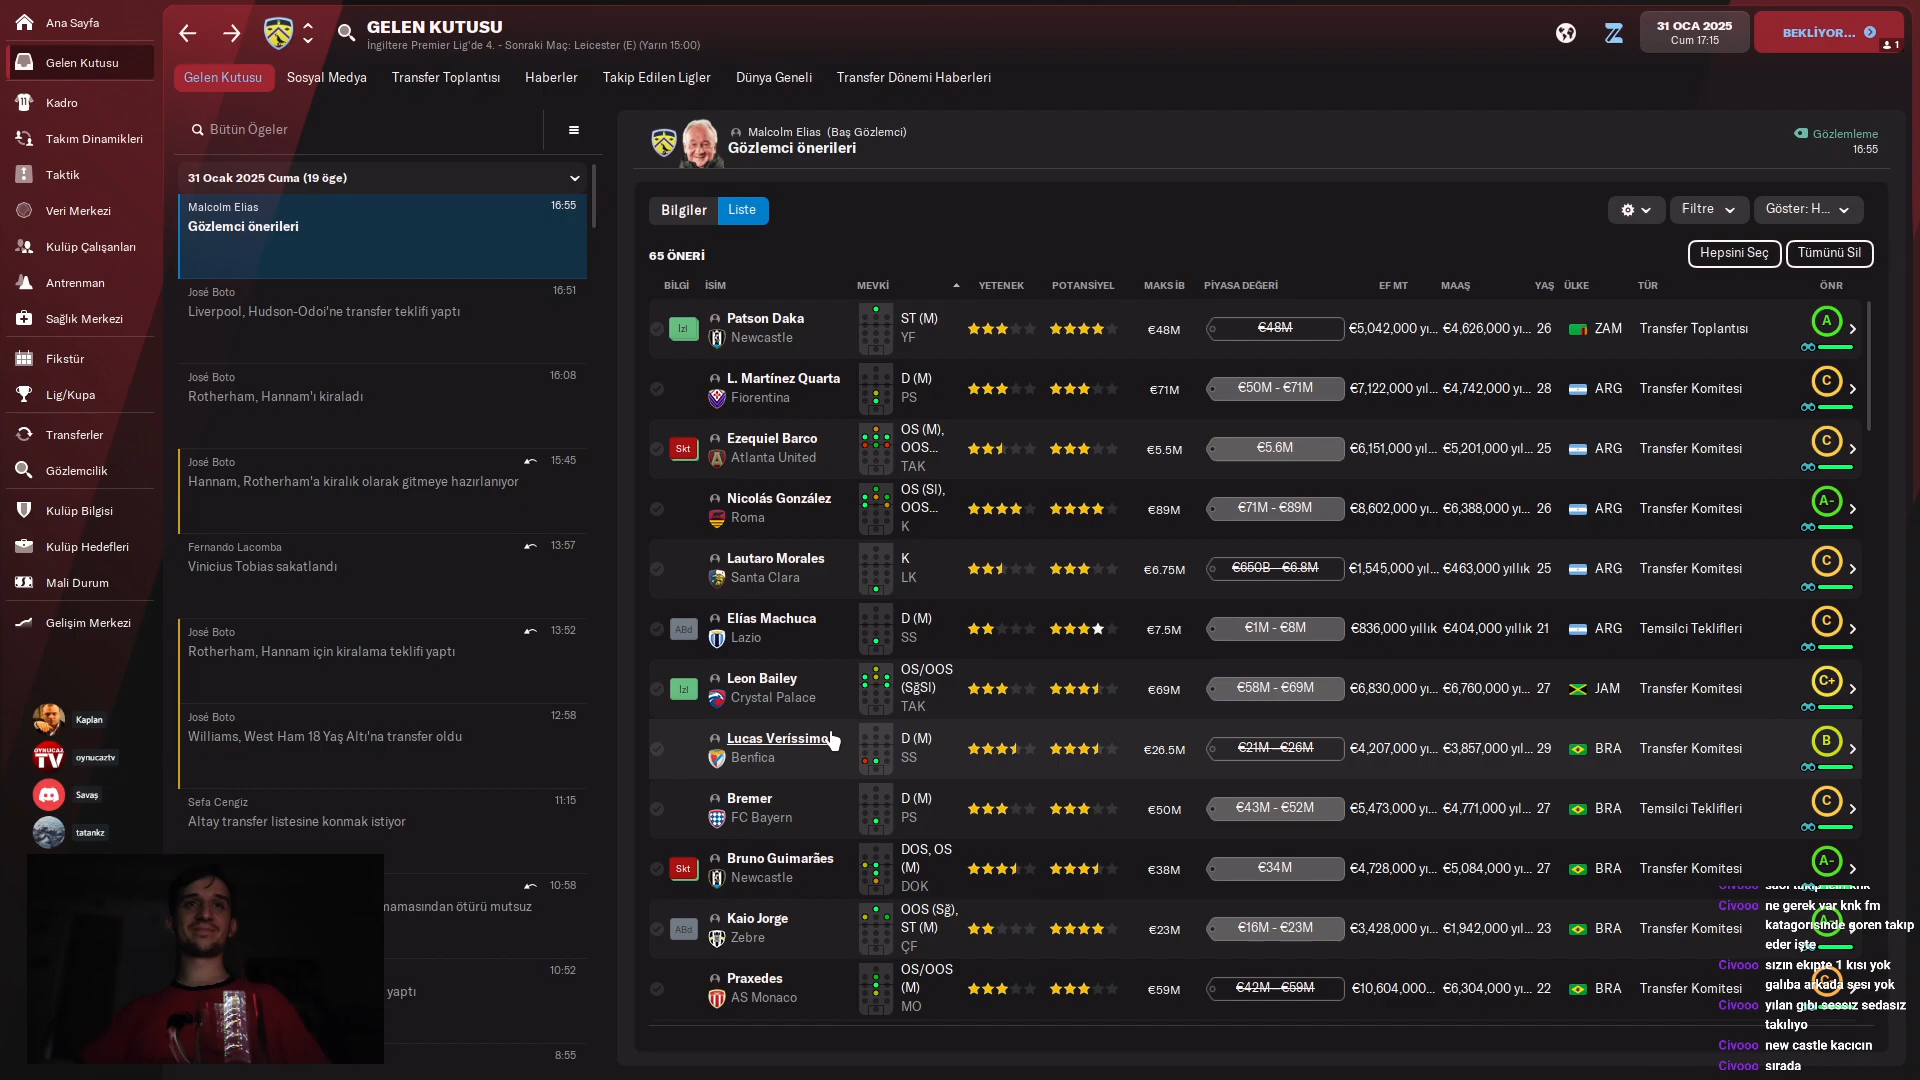 Ana Sayfa
Gelen Kutusu
Kadro
Takım Dinamikleri
Taktik
Veri Merkezi
Kulüp Çalışanları
Antrenman
Sağlık Merkezi
Fikstür
Lig/Kupa
Transferler
Gözlemcilik
Kulüp Bilgisi
Kulüp Hedefleri
Mali Durum
Gelişim Merkezi
Kaplan
OYNUCAZ TV oynucaztv
Savaş
tatankz
GELEN KUTUSU
İngiltere Premier Lig'de 4. - Sonraki Maç: Leicester (E) (Yarın 15:00)
31 OCA 2025
Cum 17:15
BEKLİYOR...
1
Gelen Kutusu Sosyal Medya Transfer Toplantısı Haberler Takip Edilen Ligler Dünya Geneli Transfer Dönemi Haberleri
Bütün Ögeler
31 Ocak 2025 Cuma (19 öge)
Malcolm Elias 16:55
Gözlemci önerileri
José Boto 16:51
Liverpool, Hudson-Odoi'ne transfer teklifi yaptı
José Boto 16:08
Rotherham, Hannam'ı kiraladı
José Boto 15:45
Hannam, Rotherham'a kiralık olarak gitmeye hazırlanıyor
Fernando Lacomba 13:57
Vinicius Tobias sakatlandı
José Boto 13:52
Rotherham, Hannam için kiralama teklifi yaptı
José Boto 12:58
Williams, West Ham 18 Yaş Altı'na transfer oldu
Sefa Cengiz 11:15
Altay transfer listesine konmak istiyor
10:58
mamasından ötürü mutsuz
10:52
yaptı
8:55
Malcolm Elias (Baş Gözlemci)
Gözlemci önerileri
Gözlemleme
16:55
Bilgiler Liste
Filtre Göster: H...
65 ÖNERİ
Hepsini Seç Tümünü Sil
BİLGİ İSİM MEVKİ YETENEK POTANSİYEL MAKS İB PİYASA DEĞERİ EF MT MAAŞ YAŞ ÜLKE TÜR ÖNR
İzl Patson Daka Newcastle ST (M) YF €48M €48M €5,042,000 yı... €4,626,000 yı... 26 ZAM Transfer Toplantısı A
L. Martínez Quarta Fiorentina D (M) PS €71M €50M - €71M €7,122,000 yıl... €4,742,000 yıl... 28 ARG Transfer Komitesi C
Skt Ezequiel Barco Atlanta United OS (M), OOS... TAK €5.5M €5.6M €6,151,000 yıl... €5,201,000 yıl... 25 ARG Transfer Komitesi C
Nicolás González Roma OS (Sl), OOS... K €89M €71M - €89M €8,602,000 yı... €6,388,000 yı... 26 ARG Transfer Komitesi A-
Lautaro Morales Santa Clara K LK €6.75M €650B - €6.8M €1,545,000 yıl... €463,000 yıllık 25 ARG Transfer Komitesi C
ABd Elías Machuca Lazio D (M) SS €7.5M €1M - €8M €836,000 yıllık €404,000 yıllık 21 ARG Temsilci Teklifleri C
İzl Leon Bailey Crystal Palace OS/OOS (SğSl) TAK €69M €58M - €69M €6,830,000 yı... €6,760,000 yıl... 27 JAM Transfer Komitesi C+
Lucas Veríssimo Benfica D (M) SS €26.5M €21M - €26M €4,207,000 yı... €3,857,000 yıl... 29 BRA Transfer Komitesi B
Bremer FC Bayern D (M) PS €50M €43M - €52M €5,473,000 yı... €4,771,000 yıl... 27 BRA Temsilci Teklifleri C
Skt Bruno Guimarães Newcastle DOS, OS (M) DOK €38M €34M €4,728,000 yı... €5,084,000 yıl... 27 BRA Transfer Komitesi A-
ABd Kaio Jorge Zebre OOS (Sğ), ST (M) ÇF €23M €16M - €23M €3,428,000 yı... €1,942,000 yıl... 23 BRA Transfer Komitesi
Praxedes AS Monaco OS/OOS (M) MO €59M €42M - €59M €10,604,000... €6,304,000 yı... 22 BRA Transfer Komitesi
Civooo ne gerek var knk fm
katagorisinde goren takıp
eder işte
Civooo sızın ekıpte 1 kısı yok
galıba arkada sesı yok
Civooo yılan gıbı sessız sedasız
takılıyo
Civooo new castle kacıcın
Civooo sırada